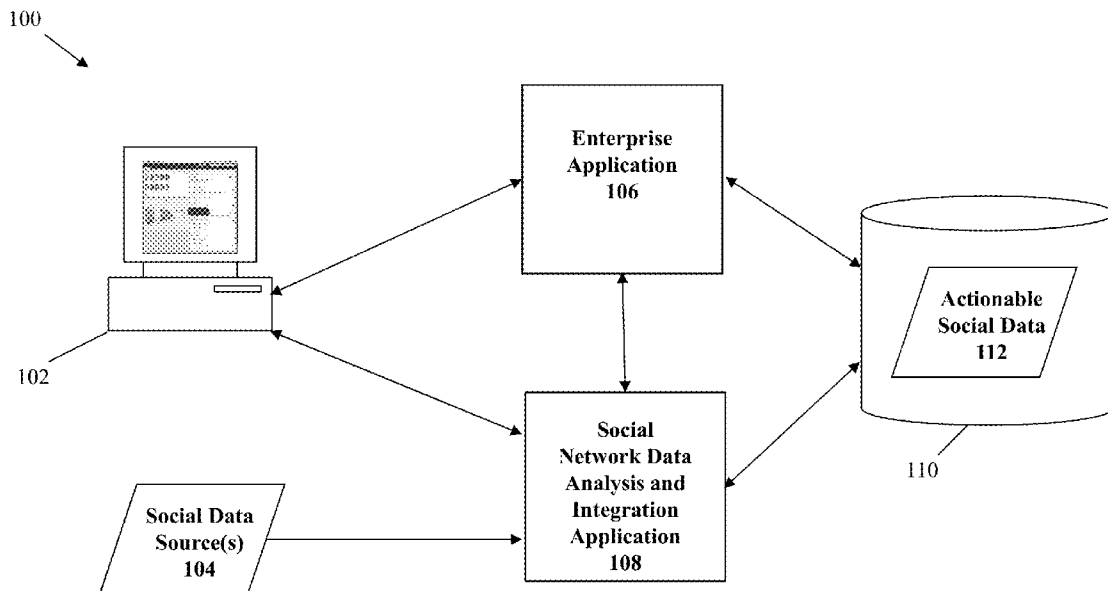 100
Enterprise
Application
106
Actionable
Social Data
112
102
Social
Network Data
Analysis and
Integration
Application
108
110
Social Data
Source(s)
104